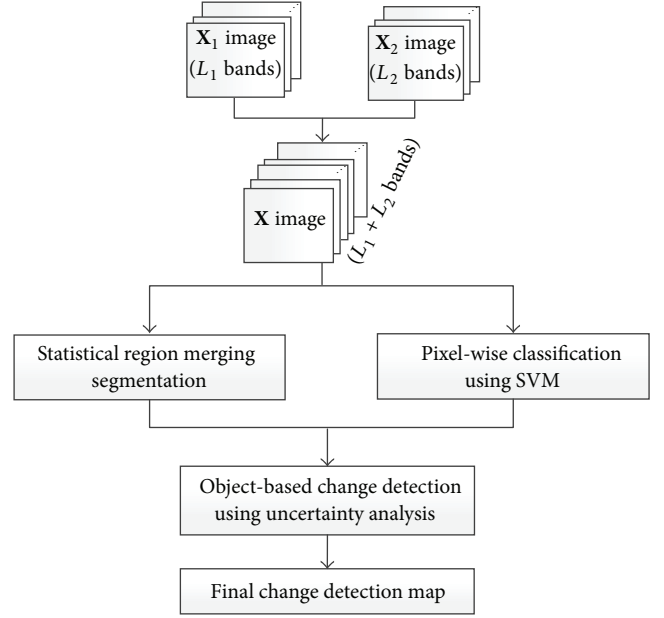 X₁ image
(L₁ bands)
X₂ image
(L₂ bands)
X image
(L₁ + L₂ bands)
Statistical region merging
segmentation
Pixel-wise classification
using SVM
Object-based change detection
using uncertainty analysis
Final change detection map